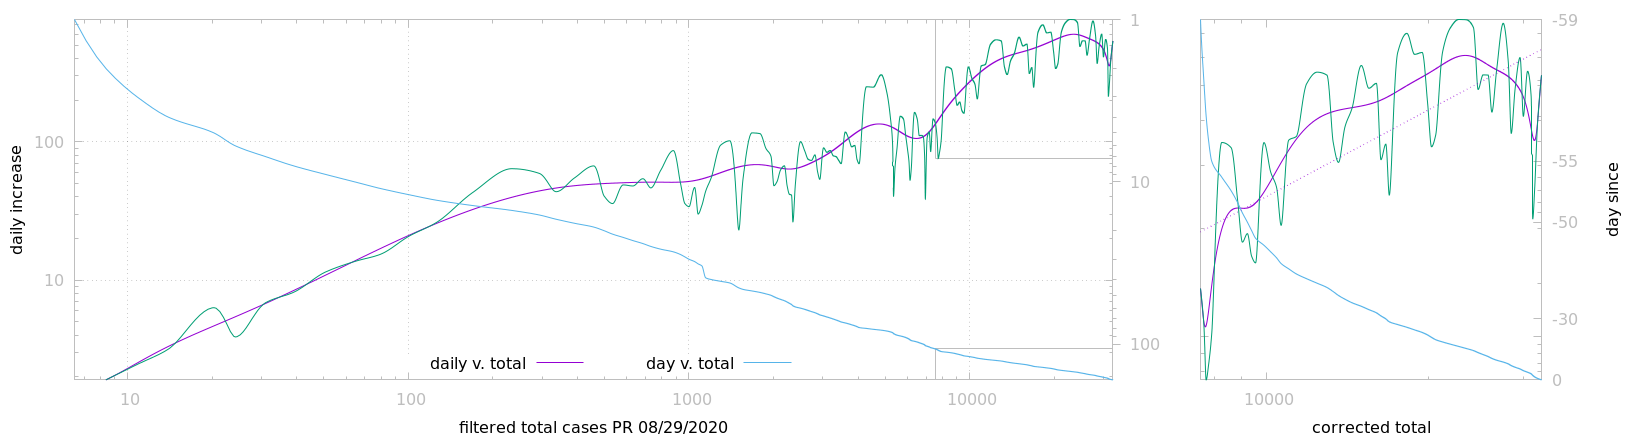 1
-59
100
daily increase
10
-55
-50
day since
10
-30
daily v. total
day v. total
100
0
10
100
1000
10000
10000
filtered total cases PR 08/29/2020
corrected total